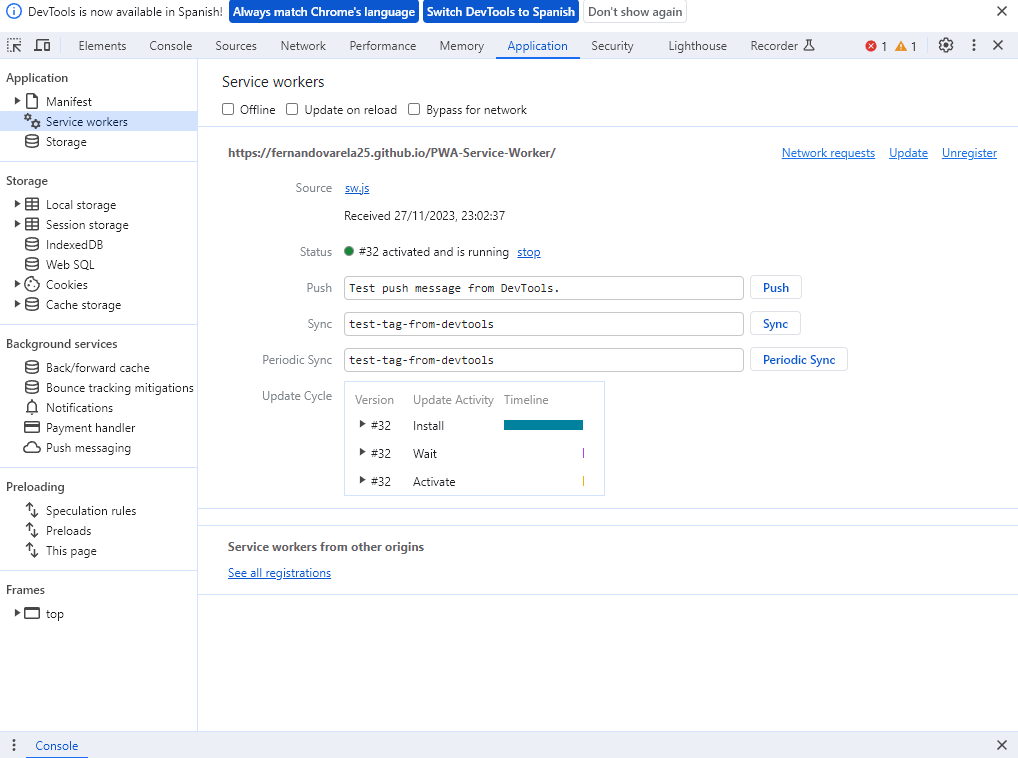 DevTools is now available in Spanish! Always match Chrome's language Switch DevTools to Spanish Don't show again
Elements Console Sources Network Performance Memory Application Security Lighthouse Recorder 1 1
Application
Manifest
Service workers
Storage
Storage
Local storage
Session storage
IndexedDB
Web SQL
Cookies
Cache storage
Background services
Back/forward cache
Bounce tracking mitigations
Notifications
Payment handler
Push messaging
Preloading
Speculation rules
Preloads
This page
Frames
top
Service workers
Offline Update on reload Bypass for network
https://fernandovarela25.github.io/PWA-Service-Worker/ Network requests Update Unregister
Source sw.js
Received 27/11/2023, 23:02:37
Status #32 activated and is running stop
Push Test push message from DevTools. Push
Sync test-tag-from-devtools Sync
Periodic Sync test-tag-from-devtools Periodic Sync
Update Cycle Version Update Activity Timeline
#32 Install
#32 Wait
#32 Activate
Service workers from other origins
See all registrations
Console